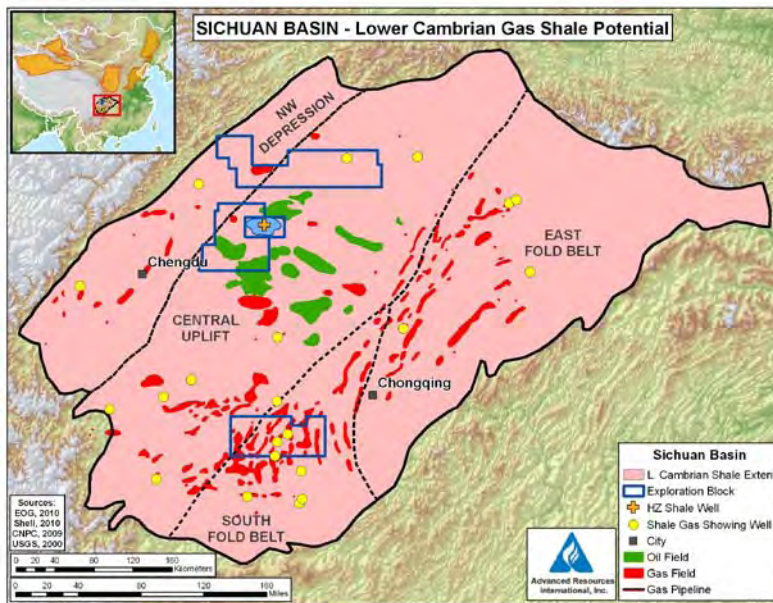 SICHUAN BASIN - Lower Cambrian Gas Shale Potential
NW
DEPRESSION
EAST
FOLD BELT
Chengdu
CENTRAL
UPLIFT
Chongqing
SOUTH
FOLD BELT
Sources:
EOG, 2010
Shell, 2010
CNPC, 2009
USGS, 2000
0 20 40 80 120 160
Kilometers
0 20 40 80 120 160
Miles
Advanced Resources
International, Inc.
Sichuan Basin
L. Cambrian Shale Exten
Exploration Block
HZ Shale Well
Shale Gas Showing Well
City
Oil Field
Gas Field
Gas Pipeline